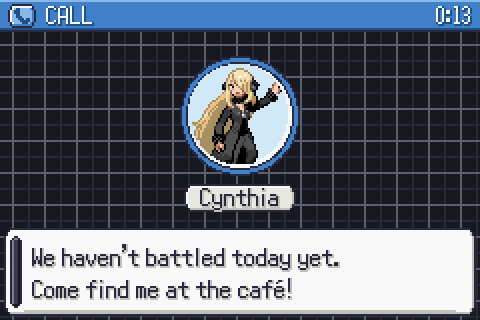 CALL
0:13
Cynthia
We haven't battled today yet.
Come find me at the café!